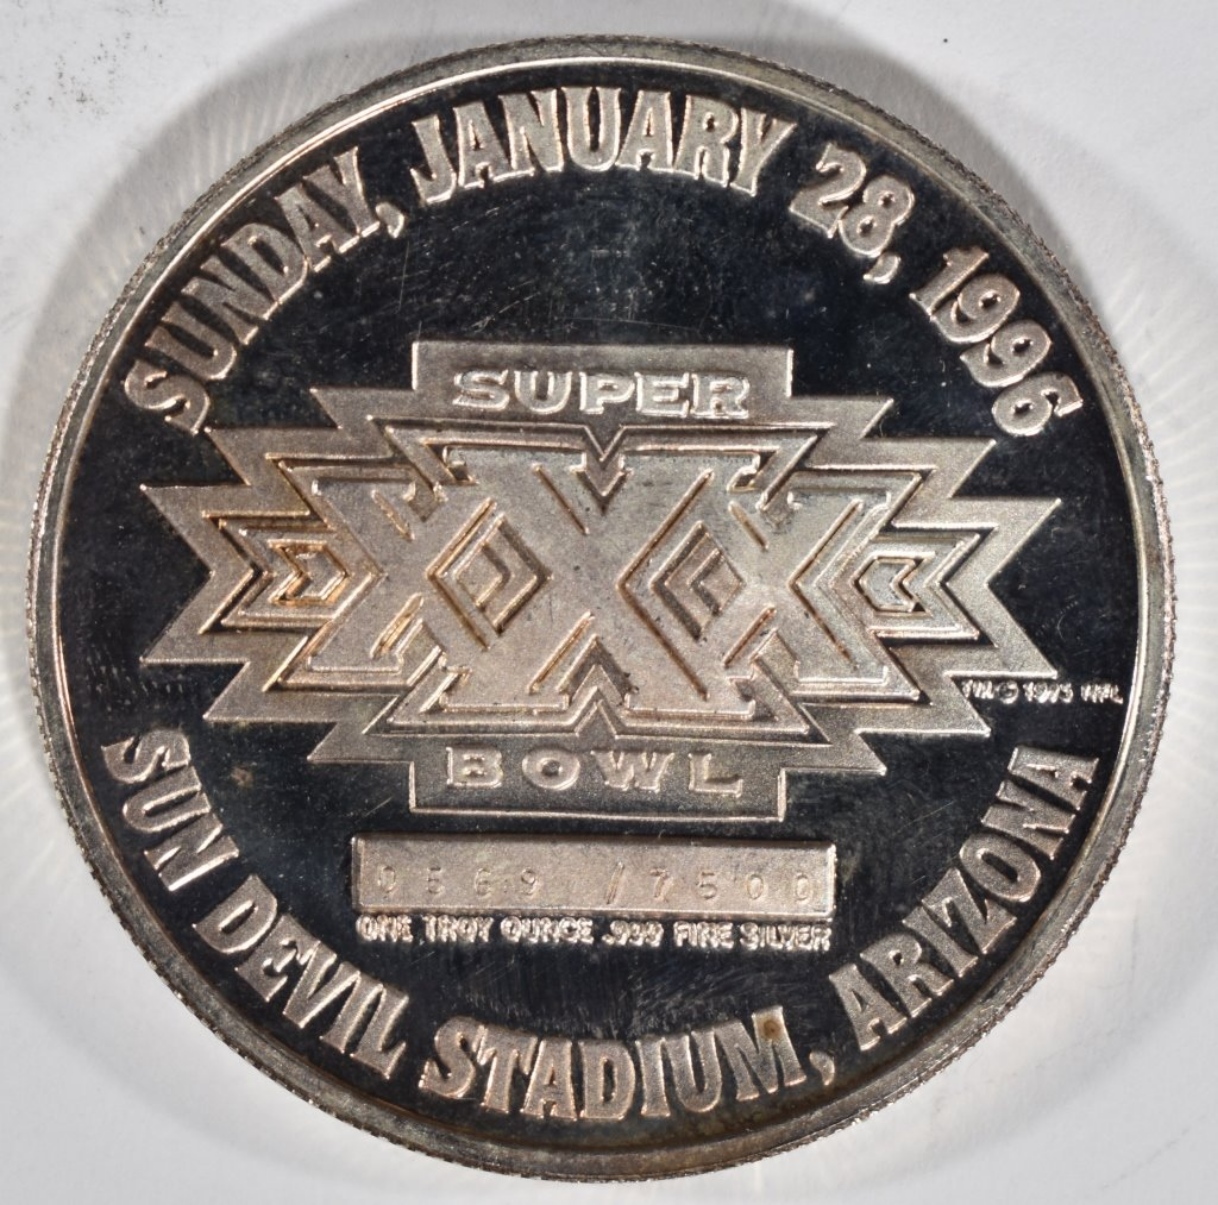 SUNDAY, JANUARY 28, 1996
SUPER
XXX
BOWL
TM © 1995 NFL
0569 /7500
ONE TROY OUNCE .999 FINE SILVER
SUN DEVIL STADIUM, ARIZONA